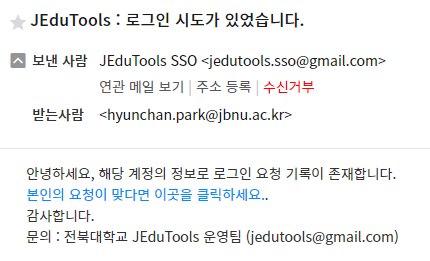 JEduTools : 로그인 시도가 있었습니다.
보낸 사람 JEduTools SSO <jedutools.sso@gmail.com>
연관 메일 보기 | 주소 등록 | 수신거부
받는사람 <hyunchan.park@jbnu.ac.kr>
안녕하세요, 해당 계정의 정보로 로그인 요청 기록이 존재합니다.
본인의 요청이 맞다면 이곳을 클릭하세요..
감사합니다.
문의 : 전북대학교 JEduTools 운영팀 (jedutools@gmail.com)